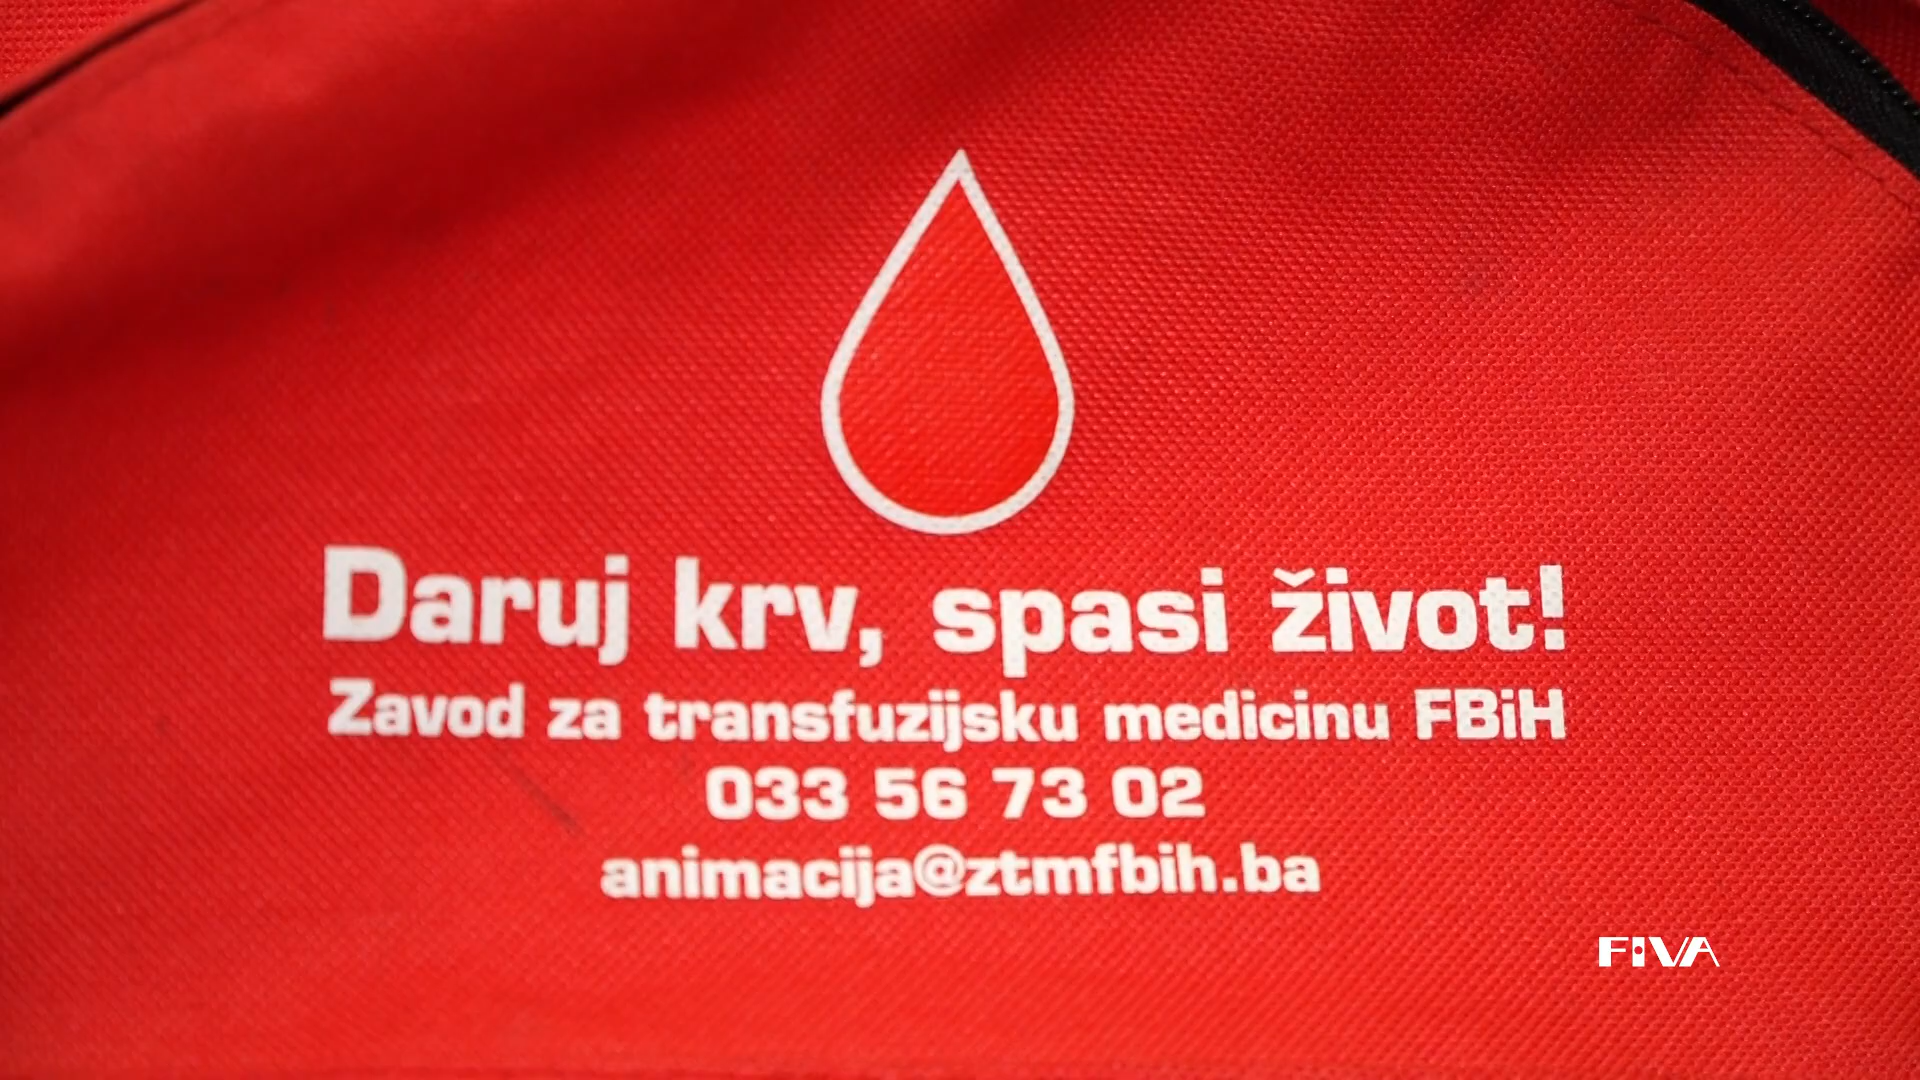 Daruj krv, spasi život!
Zavod za transfuzijsku medicinu FBiH
033 56 73 02
animacija@ztmfbih.ba
FIVA